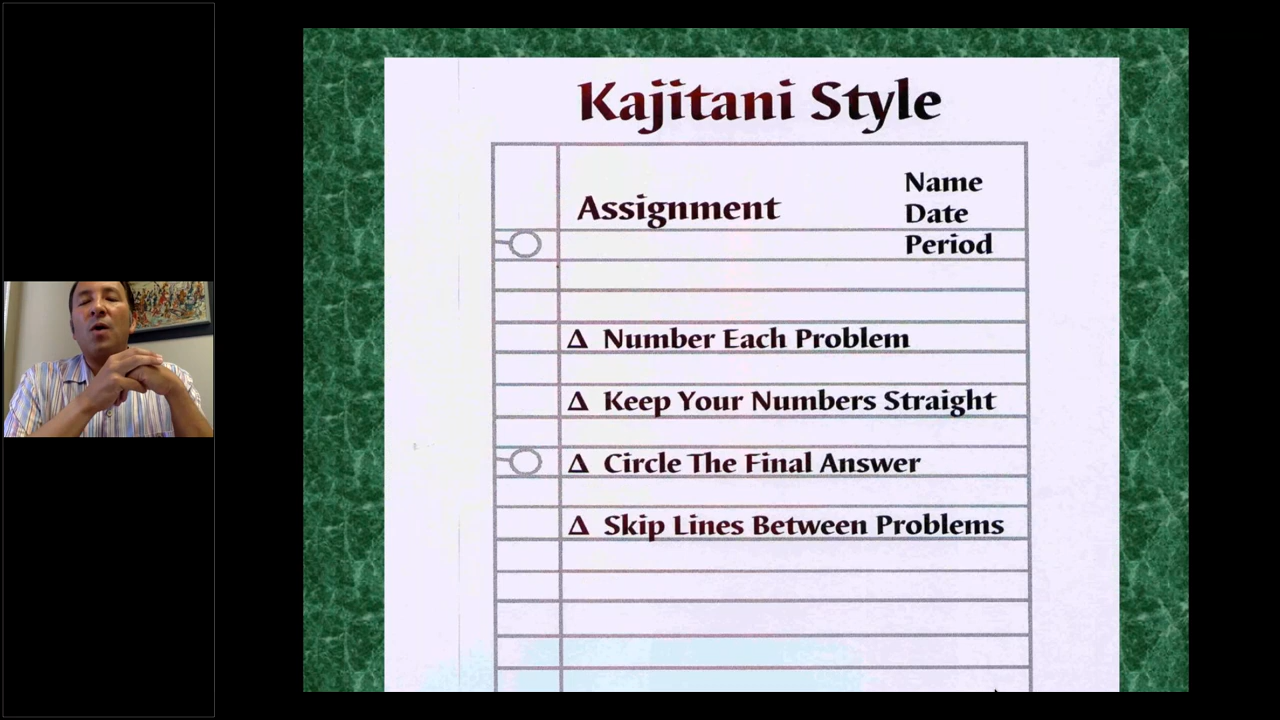 Kajitani Style
Name
Assignment
Date
Period
Δ Number Each Problem
Δ Keep Your Numbers Straight
Δ Circle The Final Answer
Δ Skip Lines Between Problems